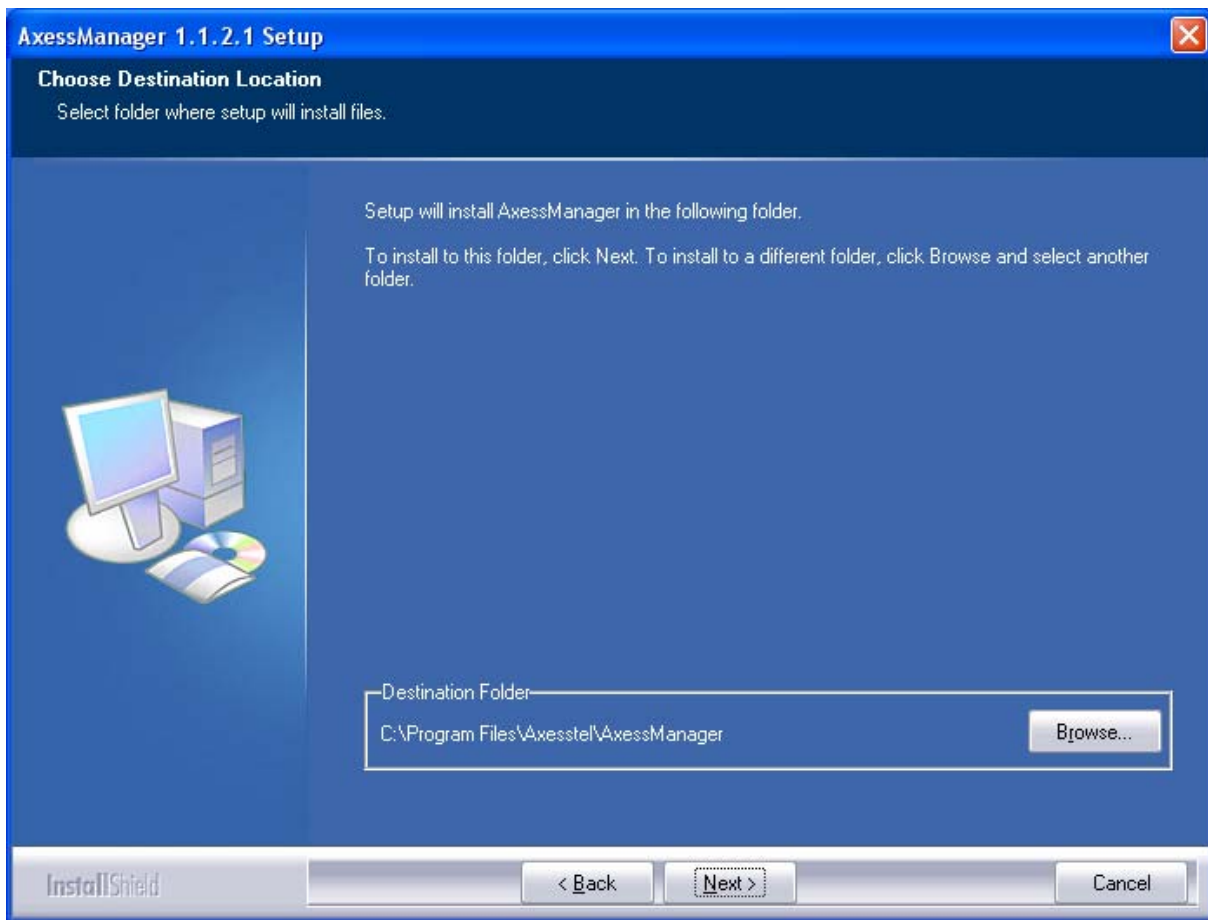 AxessManager 1.1.2.1 Setup
Choose Destination Location
Select folder where setup will install files.
Setup will install AxessManager in the following folder.
To install to this folder, click Next. To install to a different folder, click Browse and select another
folder.
Destination Folder
C:\Program Files\Axesstel\AxessManager
Browse...
InstallShield
< Back
Next >
Cancel